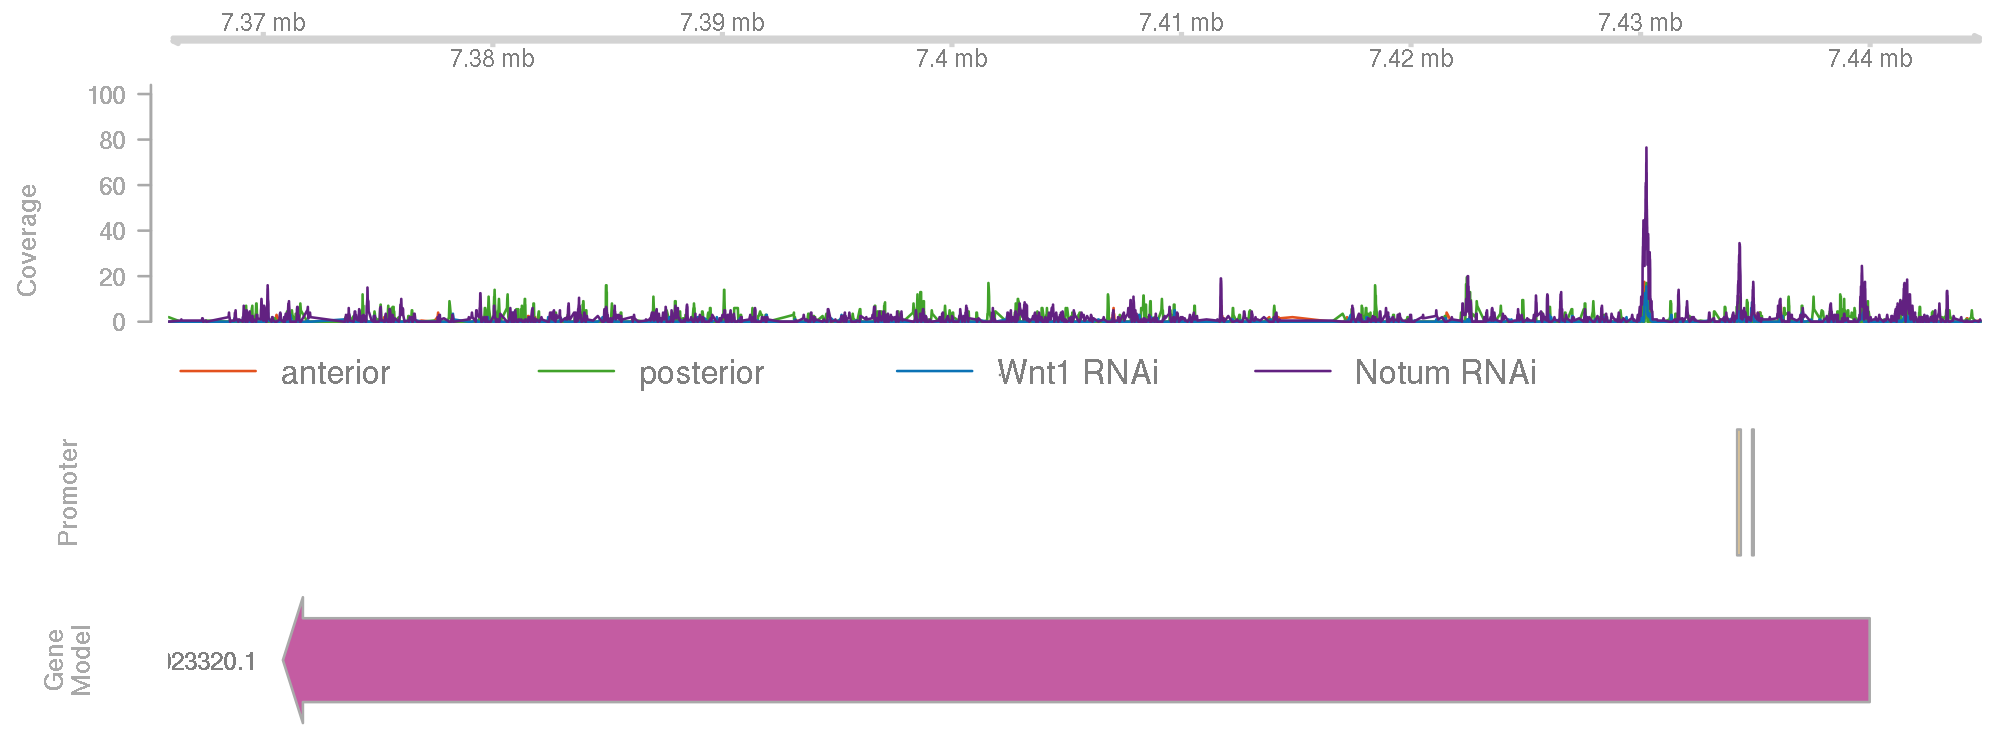 7.37 mb 7.39 mb 7.41 mb 7.43 mb
7.38 mb 7.4 mb 7.42 mb 7.44 mb
Coverage
100
80
60
40
20
0
anterior posterior Wnt1 RNAi Notum RNAi
Promoter
Gene
Model
23320.1